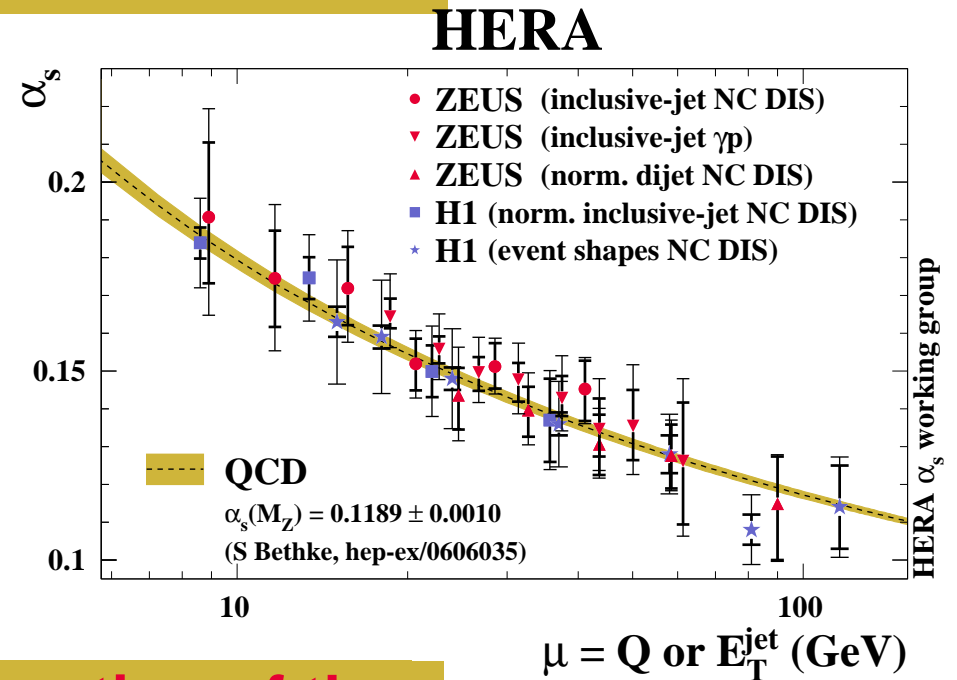 HERA
αs
ZEUS (inclusive-jet NC DIS)
ZEUS (inclusive-jet γp)
ZEUS (norm. dijet NC DIS)
H1 (norm. inclusive-jet NC DIS)
H1 (event shapes NC DIS)
0.2
0.15
0.1
QCD
αs(MZ) = 0.1189 ± 0.0010
(S Bethke, hep-ex/0606035)
HERA αs working group
10
100
μ = Q or ETjet (GeV)